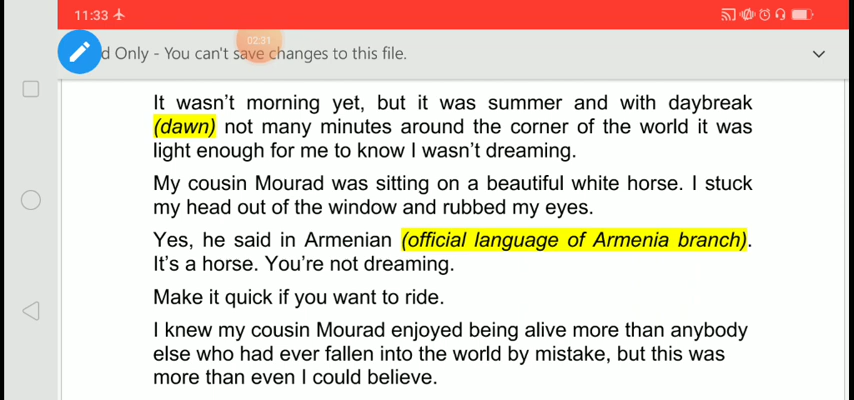 11:33
02:31
d Only - You can't save changes to this file.
It wasn't morning yet, but it was summer and with daybreak
(dawn) not many minutes around the corner of the world it was
light enough for me to know I wasn't dreaming.
My cousin Mourad was sitting on a beautiful white horse. I stuck
my head out of the window and rubbed my eyes.
Yes, he said in Armenian (official language of Armenia branch).
It's a horse. You're not dreaming.
Make it quick if you want to ride.
I knew my cousin Mourad enjoyed being alive more than anybody
else who had ever fallen into the world by mistake, but this was
more than even I could believe.